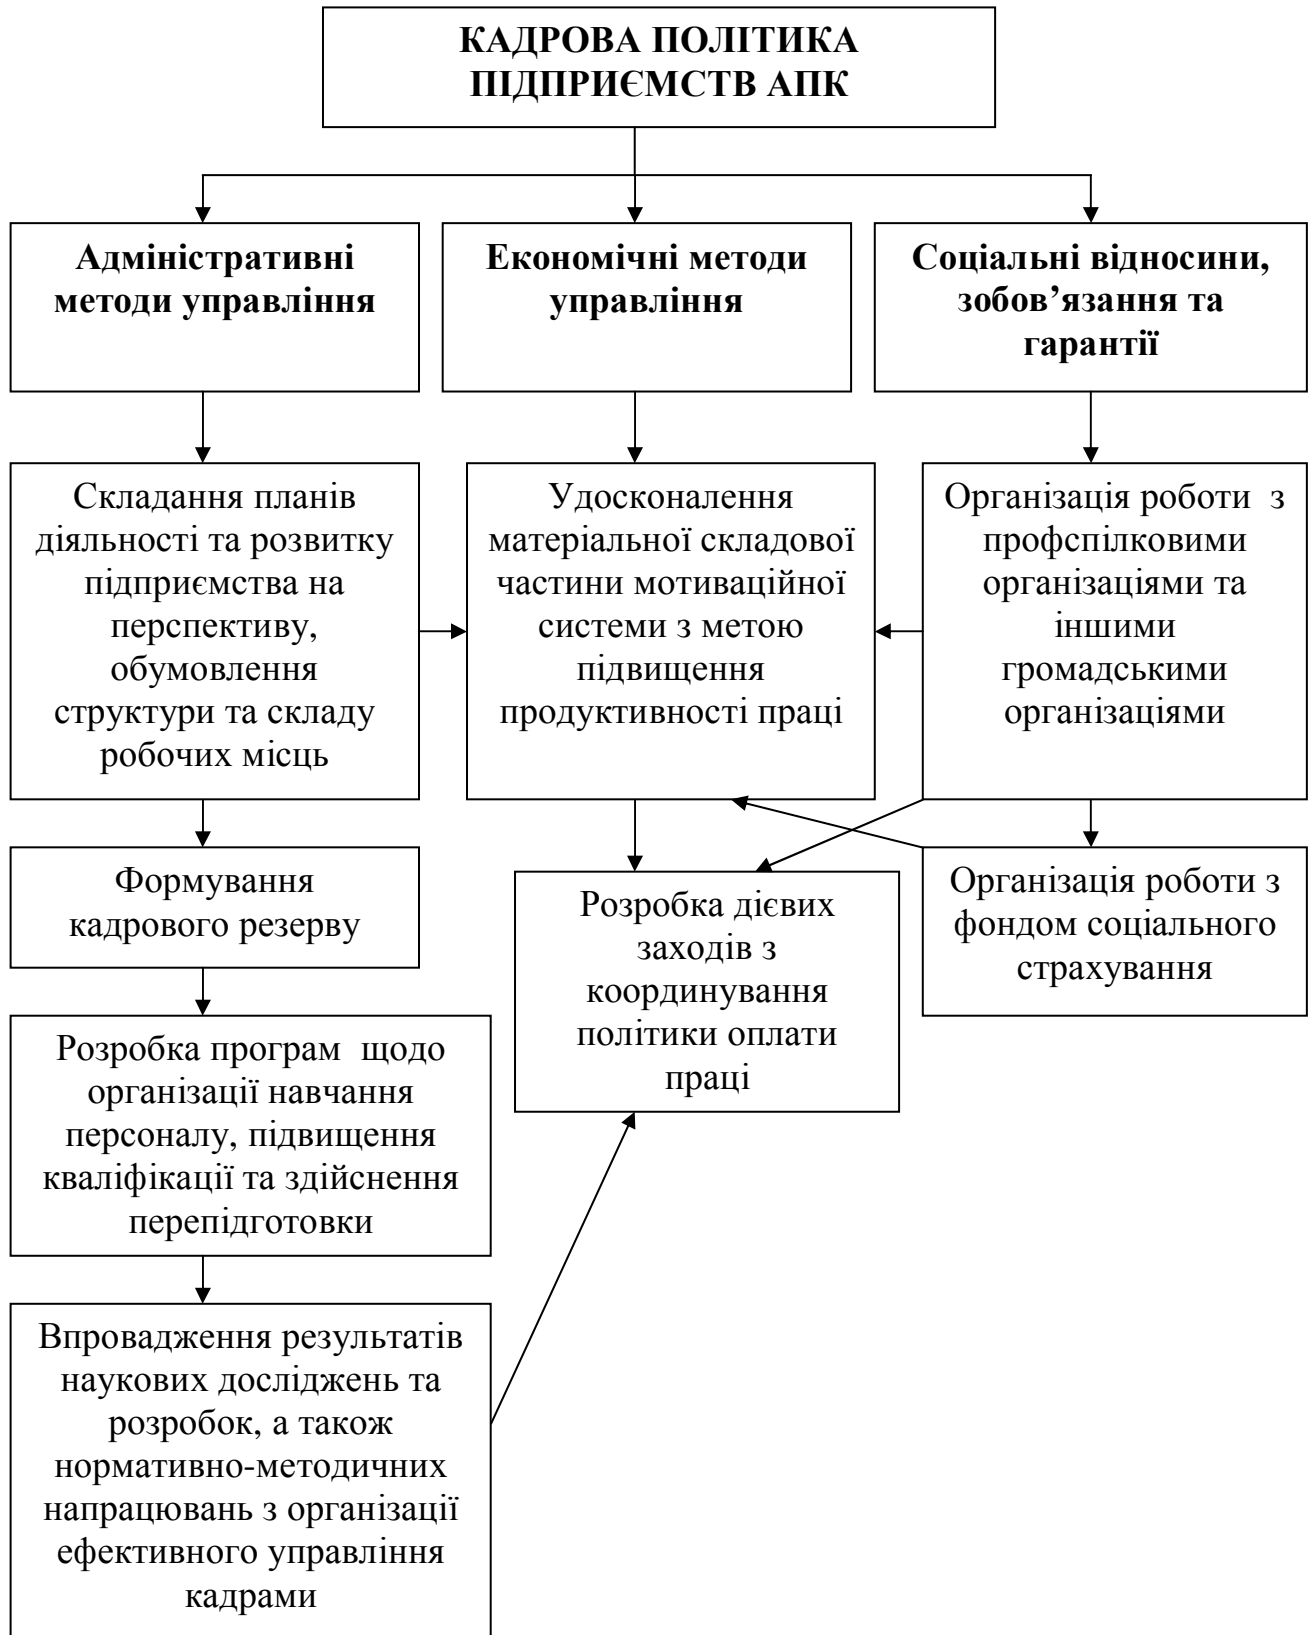 КАДРОВА ПОЛІТИКА
ПІДПРИЄМСТВ АПК
Адміністративні
методи управління
Економічні методи
управління
Соціальні відносини,
зобов’язання та
гарантії
Складання планів
діяльності та розвитку
підприємства на
перспективу,
обумовлення
структури та складу
робочих місць
Удосконалення
матеріальної складової
частини мотиваційної
системи з метою
підвищення
продуктивності праці
Організація роботи з
профспілковими
організаціями та
іншими
громадськими
організаціями
Формування
кадрового резерву
Розробка дієвих
заходів з
координування
політики оплати
праці
Організація роботи з
фондом соціального
страхування
Розробка програм щодо
організації навчання
персоналу, підвищення
кваліфікації та здійснення
перепідготовки
Впровадження результатів
наукових досліджень та
розробок, а також
нормативно-методичних
напрацювань з організації
ефективного управління
кадрами